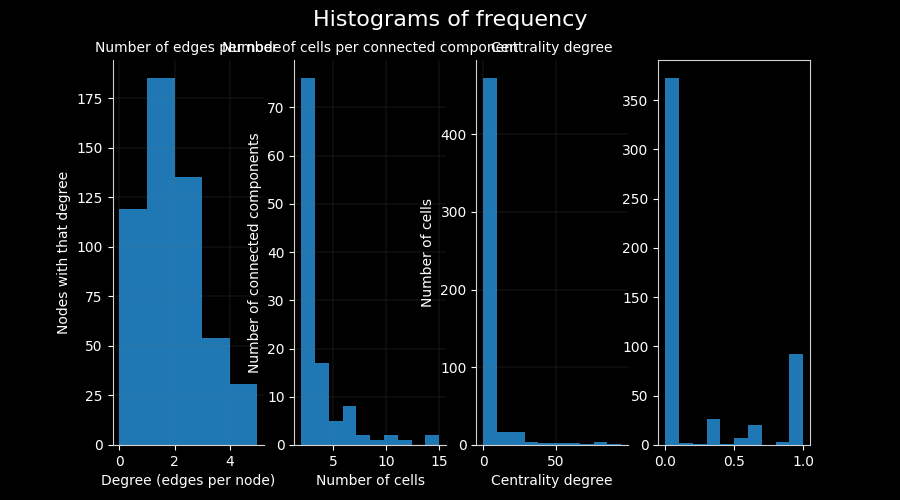 Histograms of frequency
Number of edges per node
Number of cells per connected component
Centrality degree
Nodes with that degree
175
150
125
100
75
50
25
0
0 2 4
Degree (edges per node)
Number of connected components
70
60
50
40
30
20
10
0
5 10 15
Number of cells
Number of cells
400
300
200
100
0
0 50
Centrality degree
350
300
250
200
150
100
50
0
0.0 0.5 1.0